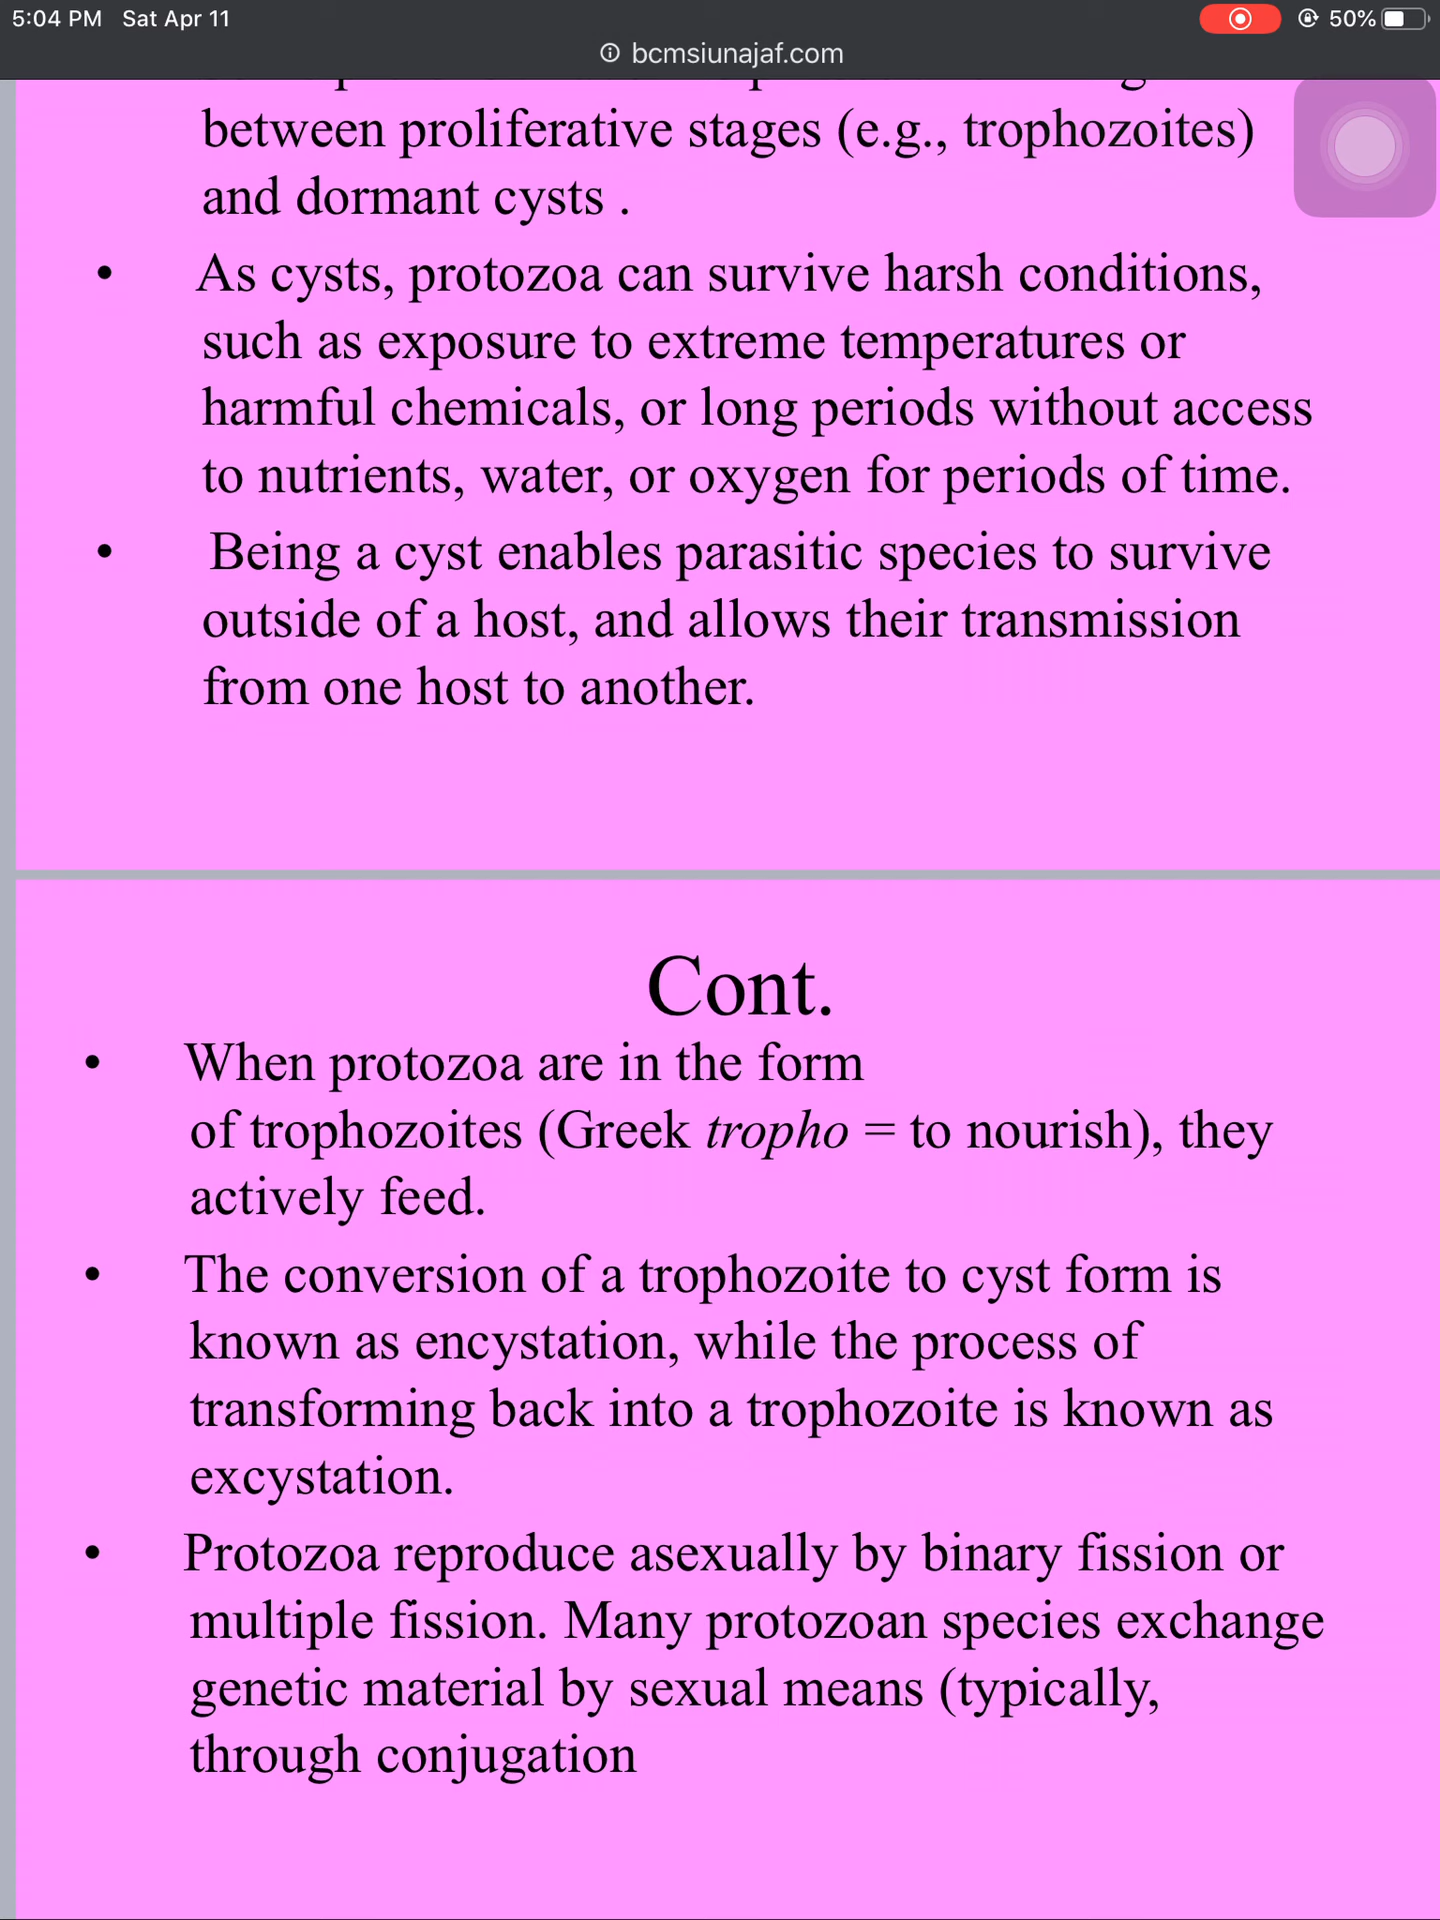 5:04 PM Sat Apr 11
50%
bcmsiunajaf.com
between proliferative stages (e.g., trophozoites)
and dormant cysts .
• As cysts, protozoa can survive harsh conditions,
such as exposure to extreme temperatures or
harmful chemicals, or long periods without access
to nutrients, water, or oxygen for periods of time.
• Being a cyst enables parasitic species to survive
outside of a host, and allows their transmission
from one host to another.
Cont.
• When protozoa are in the form
of trophozoites (Greek tropho = to nourish), they
actively feed.
• The conversion of a trophozoite to cyst form is
known as encystation, while the process of
transforming back into a trophozoite is known as
excystation.
• Protozoa reproduce asexually by binary fission or
multiple fission. Many protozoan species exchange
genetic material by sexual means (typically,
through conjugation